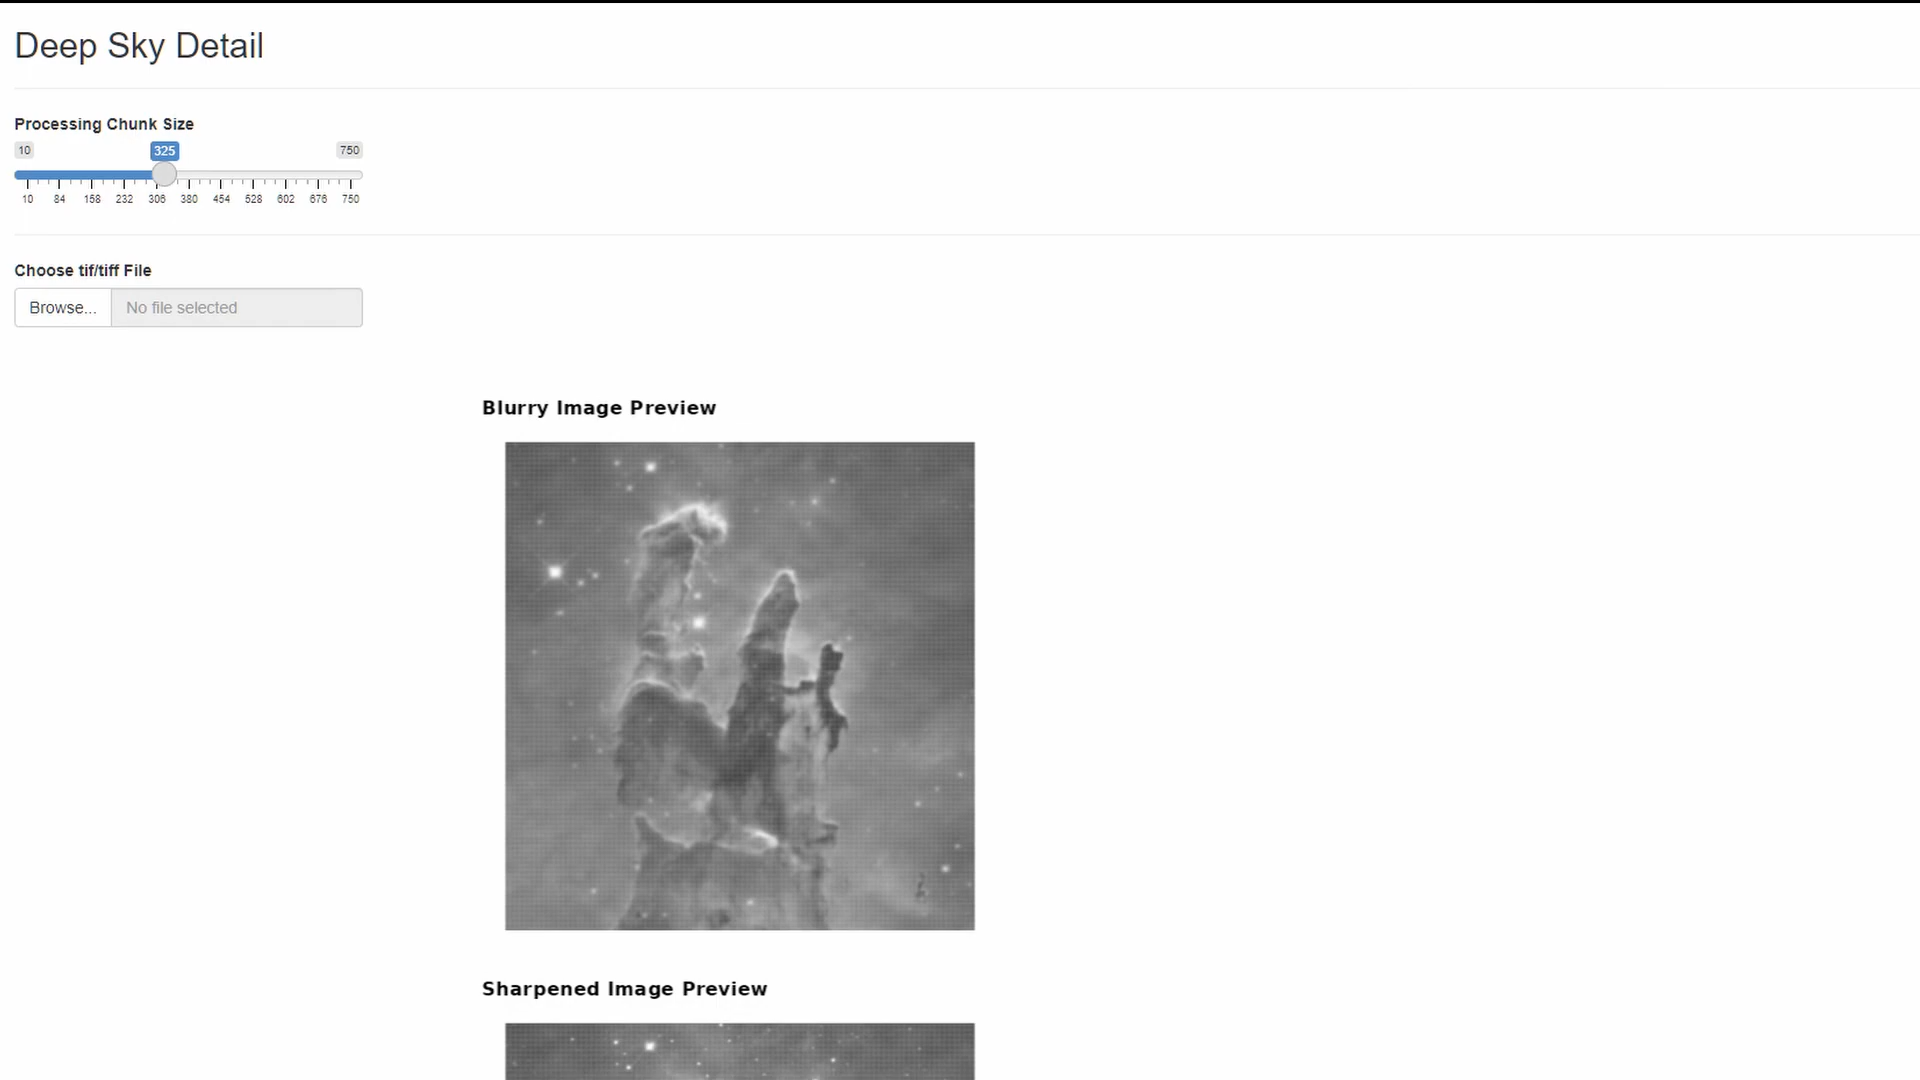 Deep Sky Detail
Processing Chunk Size
10 325 750
10 84 158 232 306 380 454 528 602 676 750
Choose tif/tiff File
Browse... No file selected
Blurry Image Preview
Sharpened Image Preview